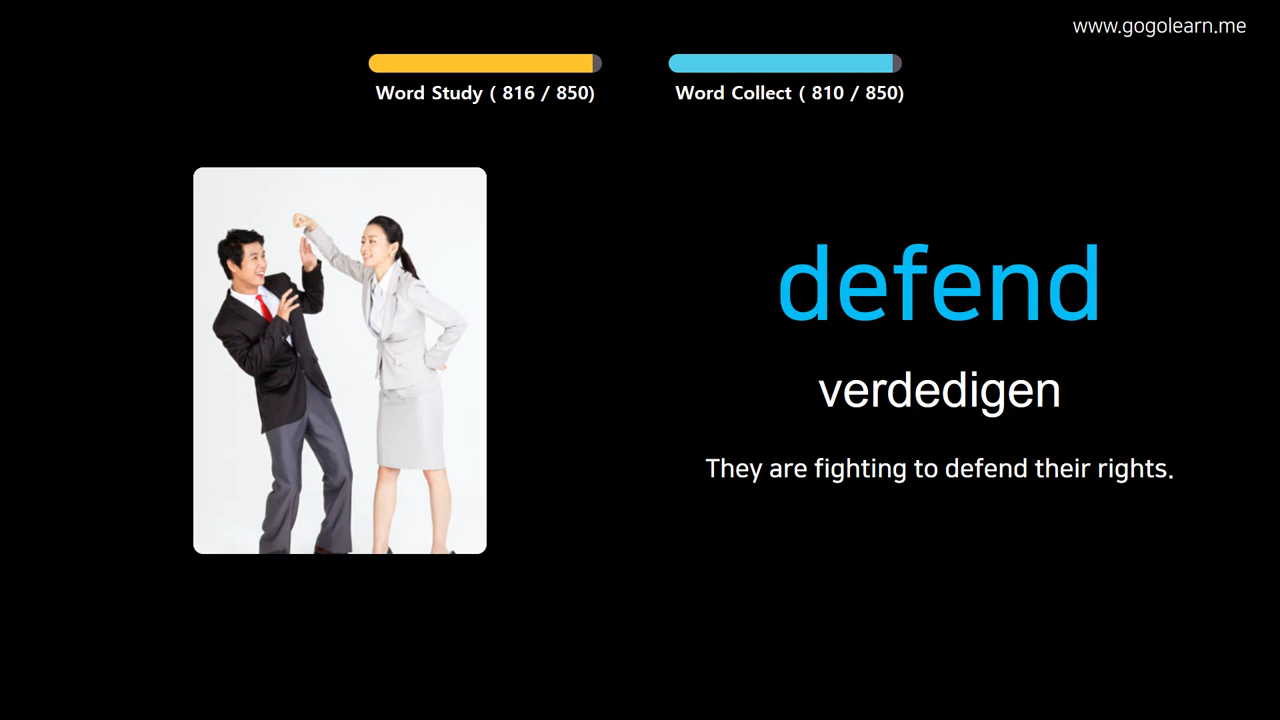 www.gogolearn.me
Word Study ( 816 / 850)
Word Collect ( 810 / 850)
defend
verdedigen
They are fighting to defend their rights.